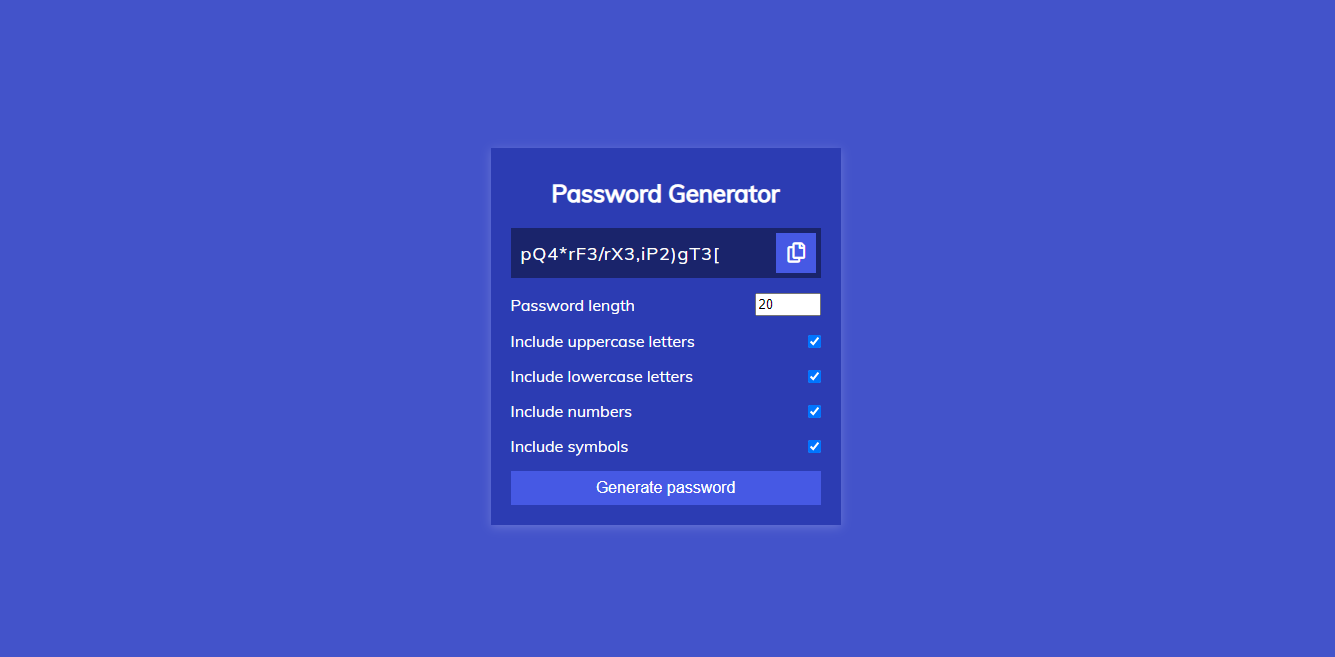 Password Generator
pQ4*rF3/rX3,iP2)gT3[
Password length 20
Include uppercase letters
Include lowercase letters
Include numbers
Include symbols
Generate password